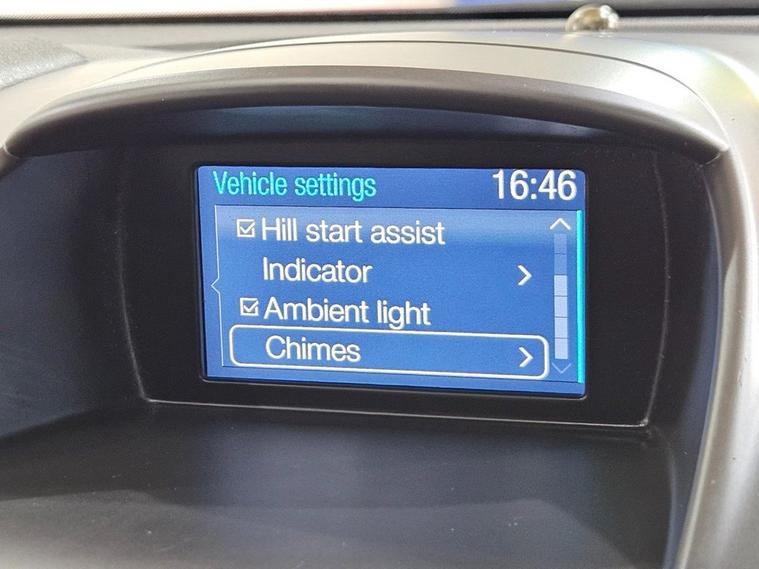 Vehicle settings 16:46
Hill start assist
Indicator
Ambient light
Chimes